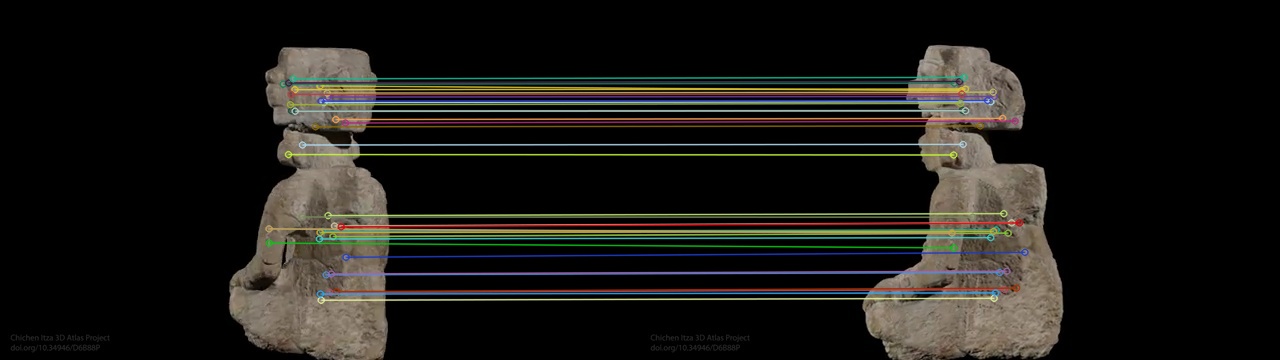 Chichen Itza 3D Atlas Project
doi.org/10.34946/D6B88P
Chichen Itza 3D Atlas Project
doi.org/10.34946/D6B88P